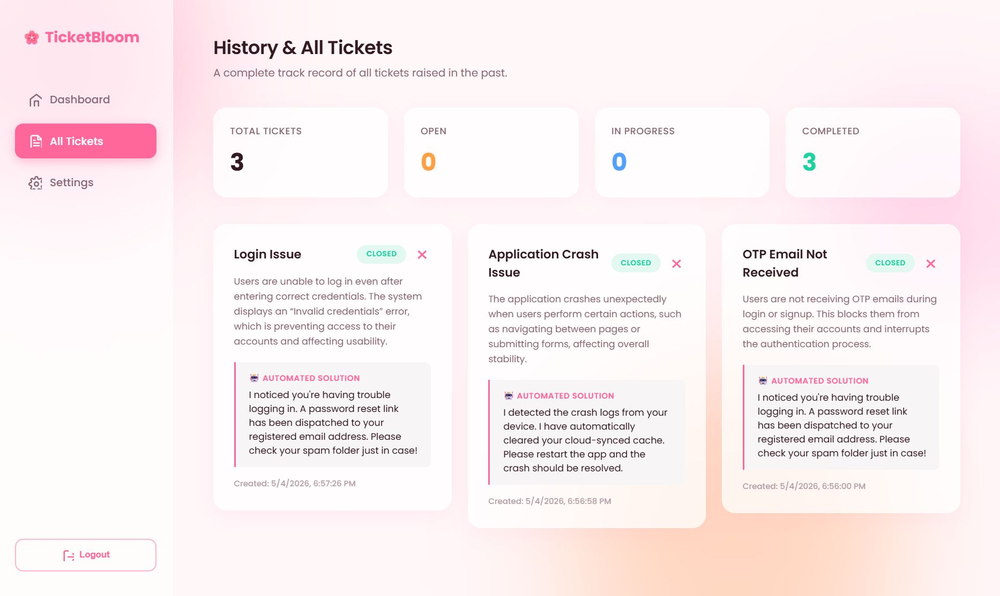 TicketBloom
Dashboard
All Tickets
Settings
Logout
History & All Tickets
A complete track record of all tickets raised in the past.
TOTAL TICKETS
3
OPEN
0
IN PROGRESS
0
COMPLETED
3
Login Issue
CLOSED
Users are unable to log in even after
entering correct credentials. The system
displays an “Invalid credentials” error,
which is preventing access to their
accounts and affecting usability.
AUTOMATED SOLUTION
I noticed you're having trouble
logging in. A password reset link
has been dispatched to your
registered email address. Please
check your spam folder just in case!
Created: 5/4/2026, 6:57:26 PM
Application Crash
Issue
CLOSED
The application crashes unexpectedly
when users perform certain actions, such
as navigating between pages or
submitting forms, affecting overall
stability.
AUTOMATED SOLUTION
I detected the crash logs from your
device. I have automatically
cleared your cloud-synced cache.
Please restart the app and the
crash should be resolved.
Created: 5/4/2026, 6:56:58 PM
OTP Email Not
Received
CLOSED
Users are not receiving OTP emails during
login or signup. This blocks them from
accessing their accounts and interrupts
the authentication process.
AUTOMATED SOLUTION
I noticed you're having trouble
logging in. A password reset link
has been dispatched to your
registered email address. Please
check your spam folder just in case!
Created: 5/4/2026, 6:56:00 PM